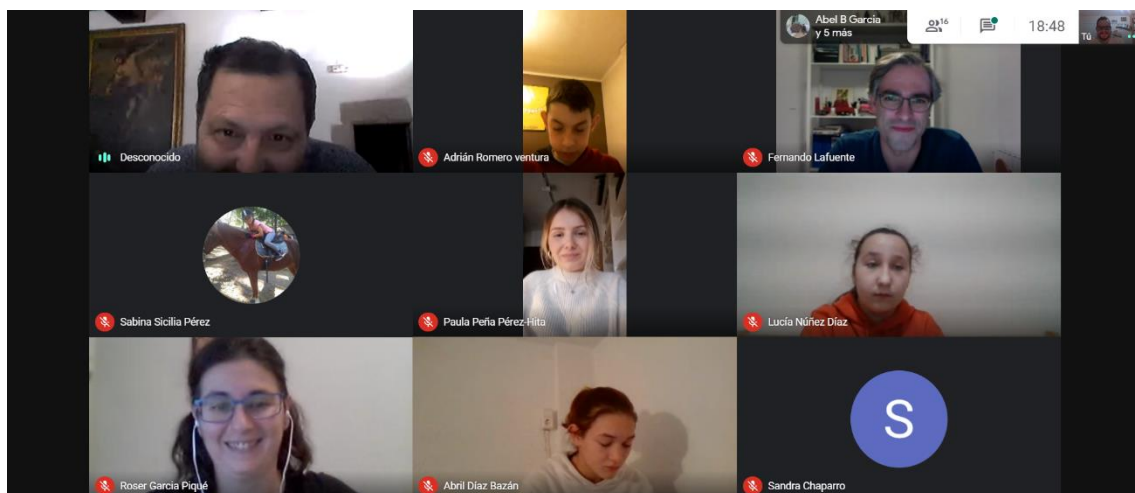 Abel B Garcia
y 5 más
16
18:48
Tú
Desconocido
Adrián Romero ventura
Fernando Lafuente
Sabina Sicilia Pérez
Paula Peña Pérez-Hita
Lucía Núñez Díaz
Roser Garcia Piqué
Abril Díaz Bazán
S
Sandra Chaparro